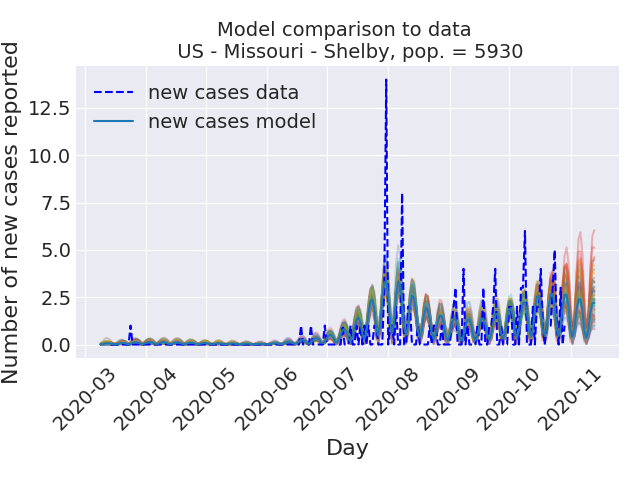 Model comparison to data
US - Missouri - Shelby, pop. = 5930
Number of new cases reported
12.5
10.0
7.5
5.0
2.5
0.0
new cases data
new cases model
2020-03
2020-04
2020-05
2020-06
2020-07
2020-08
2020-09
2020-10
2020-11
Day